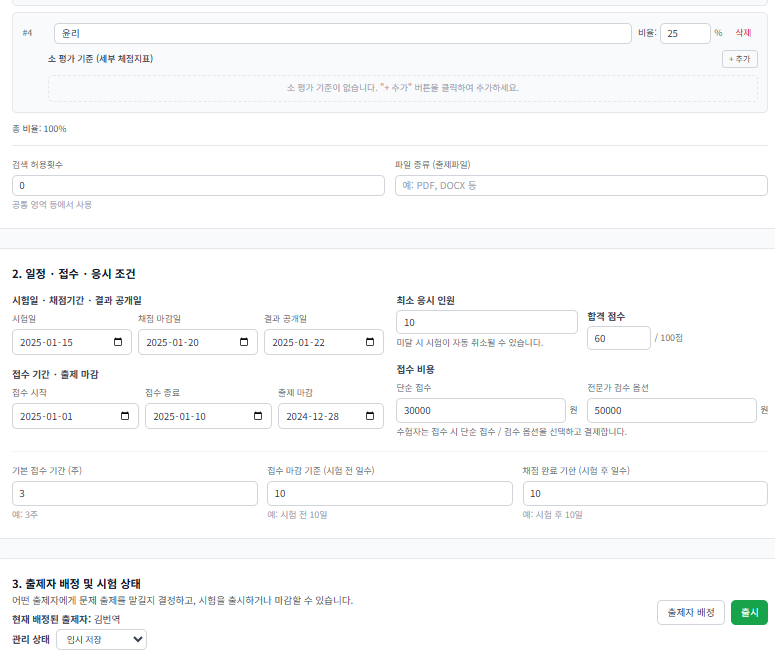 #4 윤리 비율: 25 % 삭제
소 평가 기준 (세부 채점지표) + 추가
소 평가 기준이 없습니다. "+ 추가" 버튼을 클릭하여 추가하세요.
총 비율: 100%
검색 허용횟수 파일 종류 (출제파일)
0 예: PDF, DOCX 등
공통 영역 등에서 사용
2. 일정 · 접수 · 응시 조건
시험일 · 채점기간 · 결과 공개일 최소 응시 인원
시험일 채점 마감일 결과 공개일 10 합격 점수
2025-01-15 2025-01-20 2025-01-22 미달 시 시험이 자동 취소될 수 있습니다. 60 / 100점
접수 기간 · 출제 마감 접수 비용
접수 시작 접수 종료 출제 마감 단순 접수 전문가 검수 옵션
2025-01-01 2025-01-10 2024-12-28 30000 원 50000 원
수험자는 접수 시 단순 접수 / 검수 옵션을 선택하고 결제합니다.
기본 접수 기간 (주) 접수 마감 기준 (시험 전 일수) 채점 완료 기한 (시험 후 일수)
3 10 10
예: 3주 예: 시험 전 10일 예: 시험 후 10일
3. 출제자 배정 및 시험 상태
어떤 출제자에게 문제 출제를 맡길지 결정하고, 시험을 출시하거나 마감할 수 있습니다.
현재 배정된 출제자: 김번역 출제자 배정 출시
관리 상태 임시 저장